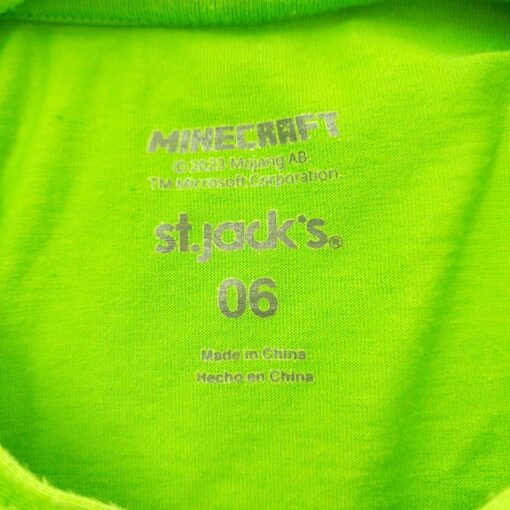 MINECRAFT
© 2023 Mojang AB.
TM Microsoft Corporation.
st.jack's®
06
Made in China
Hecho en China